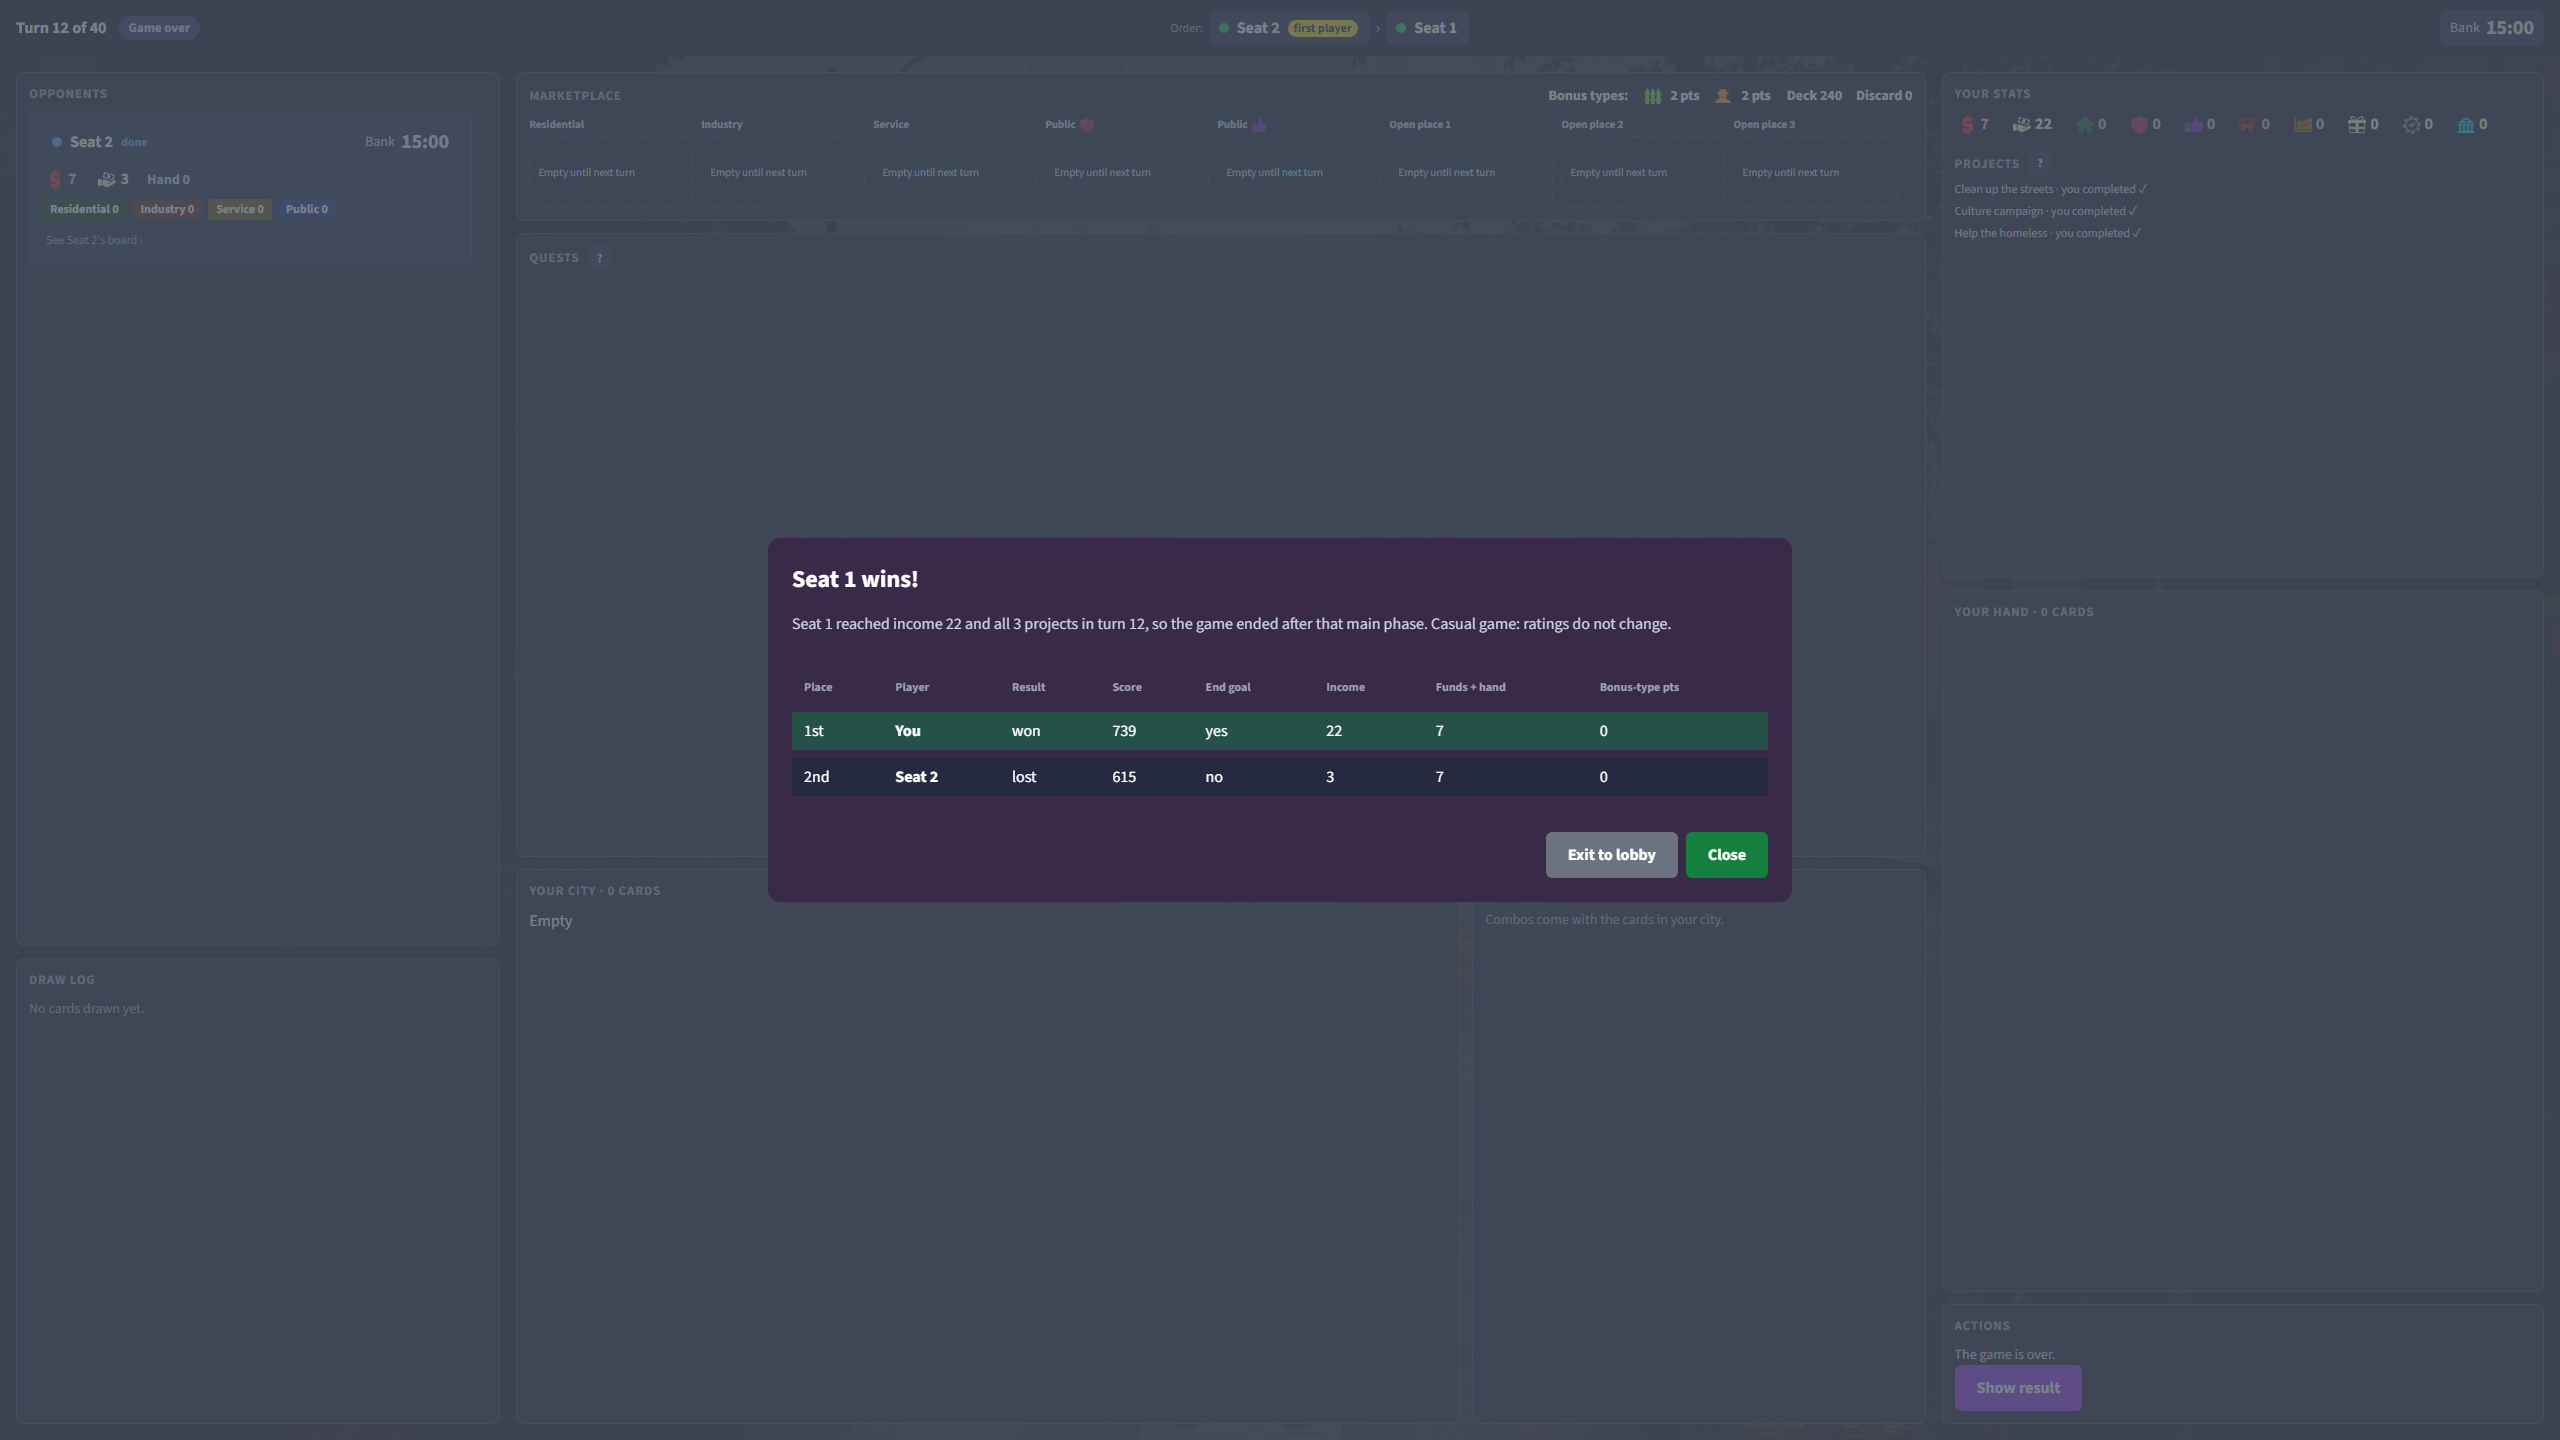 Turn 12 of 40 Game over
Order: Seat 2 first player › Seat 1
Bank 15:00
OPPONENTS
Seat 2 done Bank 15:00
7 3 Hand 0
Residential 0 Industry 0 Service 0 Public 0
See Seat 2's board ›
DRAW LOG
No cards drawn yet.
MARKETPLACE
Bonus types: 2 pts 2 pts Deck 240 Discard 0
Residential Industry Service Public Public Open place 1 Open place 2 Open place 3
Empty until next turn Empty until next turn Empty until next turn Empty until next turn Empty until next turn Empty until next turn Empty until next turn Empty until next turn
QUESTS ?
Seat 1 wins!
Seat 1 reached income 22 and all 3 projects in turn 12, so the game ended after that main phase. Casual game: ratings do not change.
Place Player Result Score End goal Income Funds + hand Bonus-type pts
1st You won 739 yes 22 7 0
2nd Seat 2 lost 615 no 3 7 0
Exit to lobby Close
YOUR CITY · 0 CARDS
Empty
Combos come with the cards in your city.
YOUR STATS
7 22 0 0 0 0 0 0 0 0
PROJECTS ?
Clean up the streets · you completed ✓
Culture campaign · you completed ✓
Help the homeless · you completed ✓
YOUR HAND · 0 CARDS
ACTIONS
The game is over.
Show result